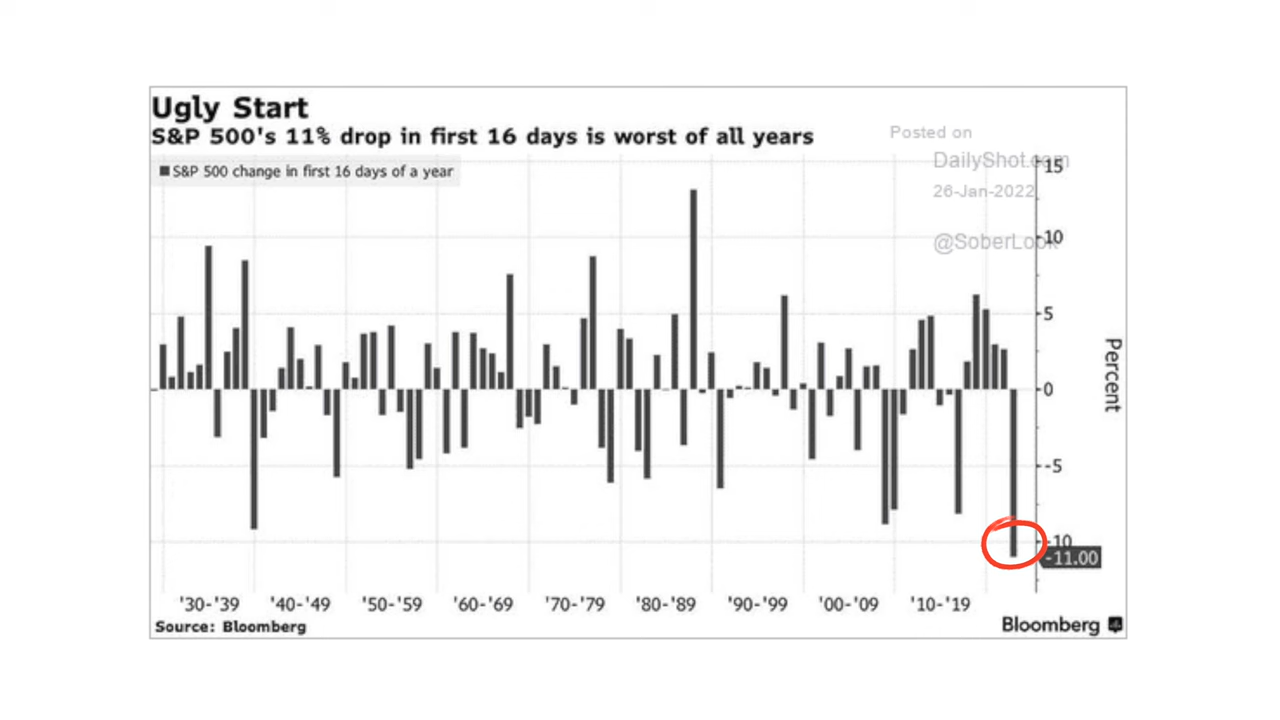 Ugly Start
S&P 500's 11% drop in first 16 days is worst of all years
Posted on
DailyShot.com
26-Jan-2022
@SoberLook
S&P 500 change in first 16 days of a year
15
10
5
0
-5
-10
-11.00
Percent
'30-'39 '40-'49 '50-'59 '60-'69 '70-'79 '80-'89 '90-'99 '00-'09 '10-'19
Source: Bloomberg
Bloomberg